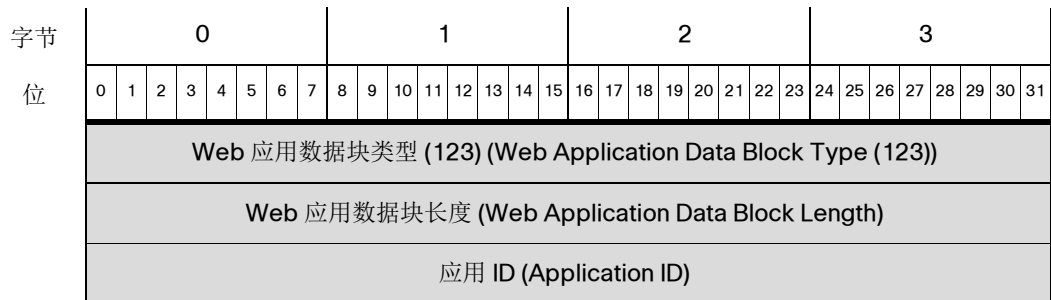 字节 0 1 2 3
位 0 1 2 3 4 5 6 7 8 9 10 11 12 13 14 15 16 17 18 19 20 21 22 23 24 25 26 27 28 29 30 31
Web 应用数据块类型 (123) (Web Application Data Block Type (123))
Web 应用数据块长度 (Web Application Data Block Length)
应用 ID (Application ID)